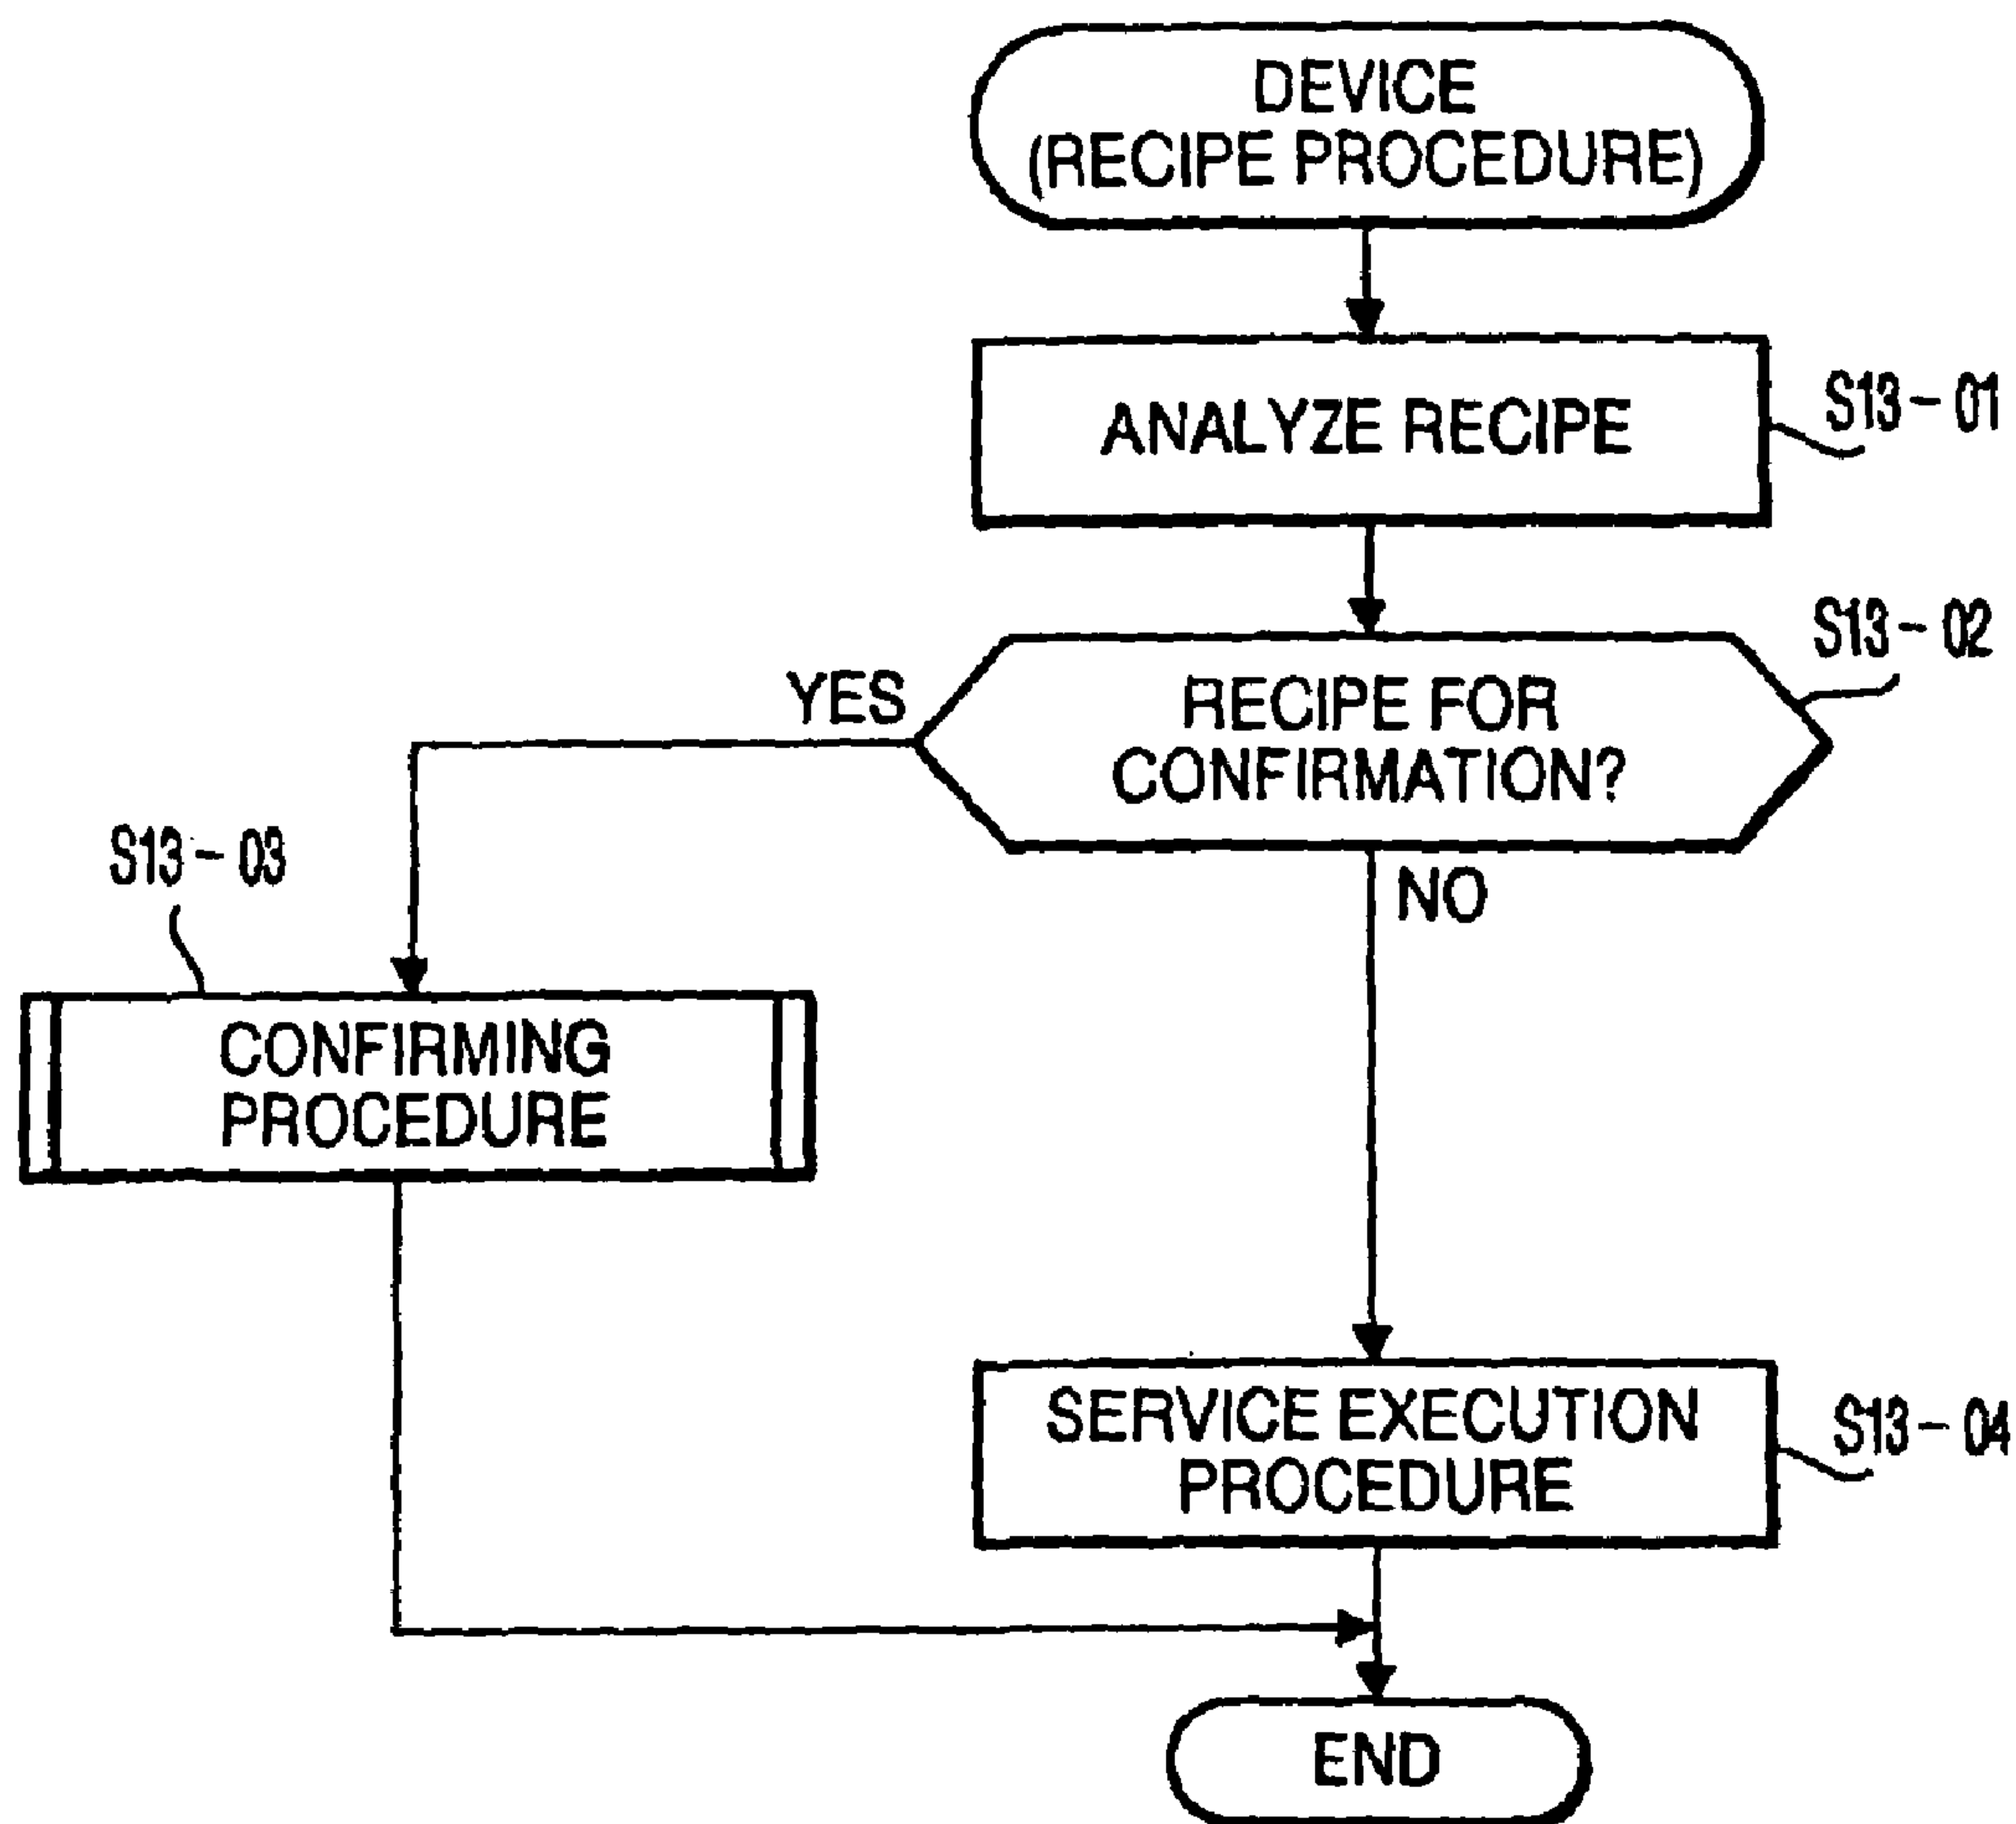 DEVICE
(RECIPE PROCEDURE)
ANALYZE RECIPE
S13-01
RECIPE FOR
CONFIRMATION?
S13-02
YES
NO
S13-03
CONFIRMING
PROCEDURE
SERVICE EXECUTION
PROCEDURE
S13-04
END